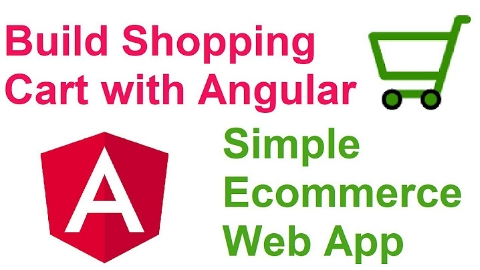 Build Shopping
Cart with Angular
Simple
Ecommerce
Web App
A